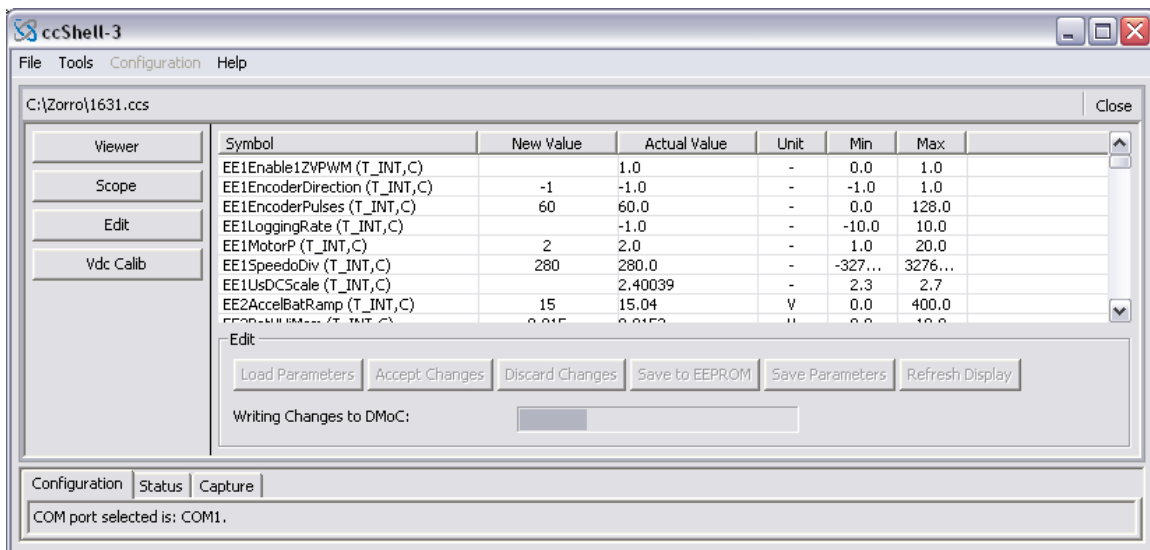 ccShell-3
File Tools Configuration Help
C:\Zorro\1631.ccs Close
Viewer
Scope
Edit
Vdc Calib
Symbol New Value Actual Value Unit Min Max
EE1Enable1ZVPWM (T_INT,C) 1.0 - 0.0 1.0
EE1EncoderDirection (T_INT,C) -1 -1.0 - -1.0 1.0
EE1EncoderPulses (T_INT,C) 60 60.0 - 0.0 128.0
EE1LoggingRate (T_INT,C) -1.0 - -10.0 10.0
EE1MotorP (T_INT,C) 2 2.0 - 1.0 20.0
EE1SpeedoDiv (T_INT,C) 280 280.0 - -327... 3276...
EE1UsDCScale (T_INT,C) 2.40039 - 2.3 2.7
EE2AccelBatRamp (T_INT,C) 15 15.04 V 0.0 400.0
Edit
Load Parameters Accept Changes Discard Changes Save to EEPROM Save Parameters Refresh Display
Writing Changes to DMoC:
Configuration Status Capture
COM port selected is: COM1.